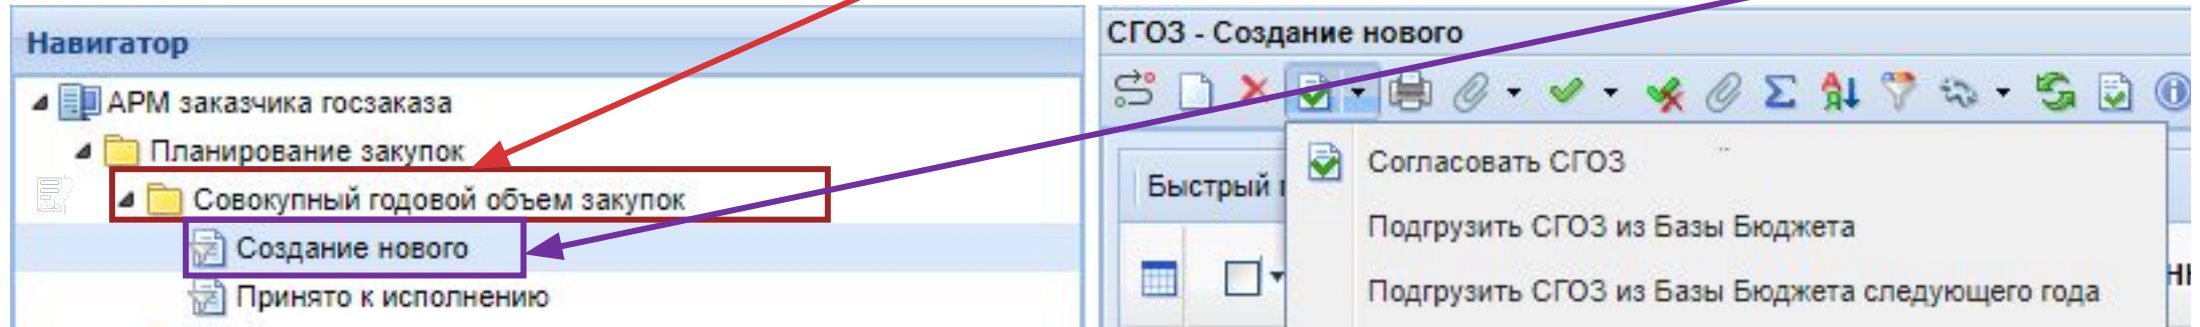 Навигатор
АРМ заказчика госзаказа
Планирование закупок
Совокупный годовой объем закупок
Создание нового
Принято к исполнению
СГОЗ - Создание нового
Быстрый
Согласовать СГОЗ
Подгрузить СГОЗ из Базы Бюджета
Подгрузить СГОЗ из Базы Бюджета следующего года